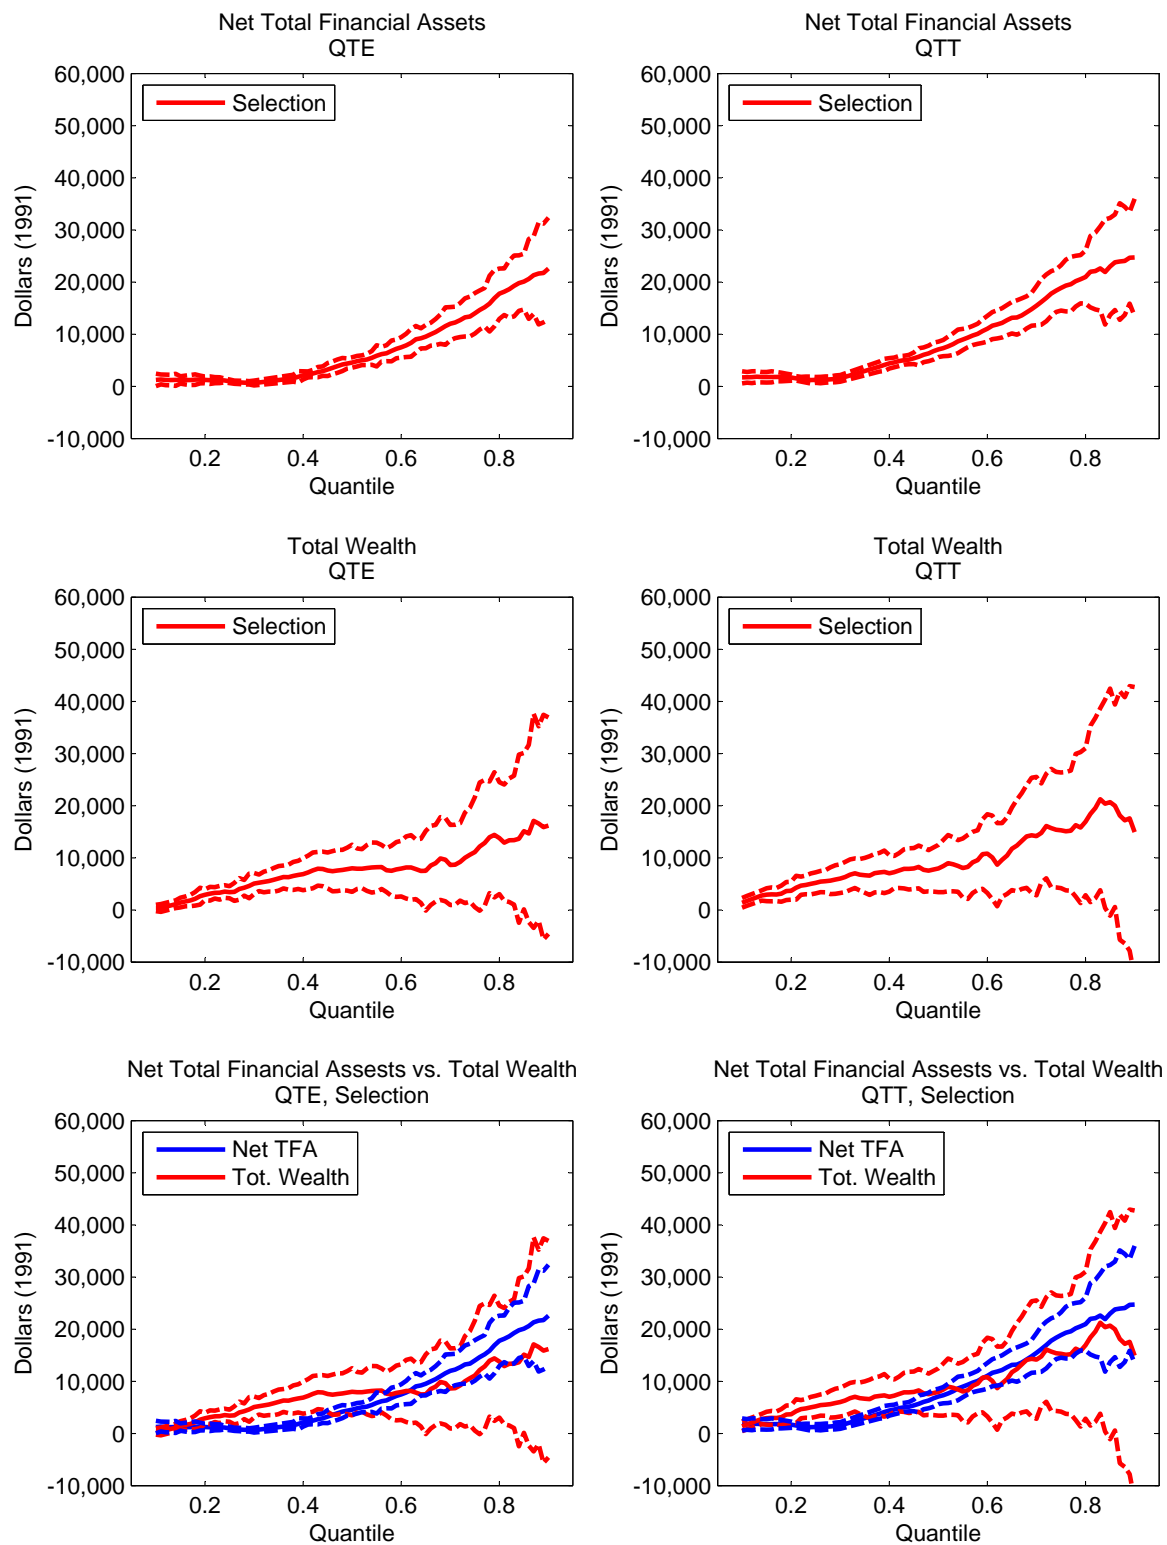 Net Total Financial Assets
QTE
60,000
50,000
40,000
30,000
20,000
10,000
0
-10,000
Dollars (1991)
Selection
0.2 0.4 0.6 0.8
Quantile
Net Total Financial Assets
QTT
60,000
50,000
40,000
30,000
20,000
10,000
0
-10,000
Dollars (1991)
Selection
0.2 0.4 0.6 0.8
Quantile
Total Wealth
QTE
60,000
50,000
40,000
30,000
20,000
10,000
0
-10,000
Dollars (1991)
Selection
0.2 0.4 0.6 0.8
Quantile
Total Wealth
QTT
60,000
50,000
40,000
30,000
20,000
10,000
0
-10,000
Dollars (1991)
Selection
0.2 0.4 0.6 0.8
Quantile
Net Total Financial Assests vs. Total Wealth
QTE, Selection
60,000
50,000
40,000
30,000
20,000
10,000
0
-10,000
Dollars (1991)
Net TFA
Tot. Wealth
0.2 0.4 0.6 0.8
Quantile
Net Total Financial Assests vs. Total Wealth
QTT, Selection
60,000
50,000
40,000
30,000
20,000
10,000
0
-10,000
Dollars (1991)
Net TFA
Tot. Wealth
0.2 0.4 0.6 0.8
Quantile